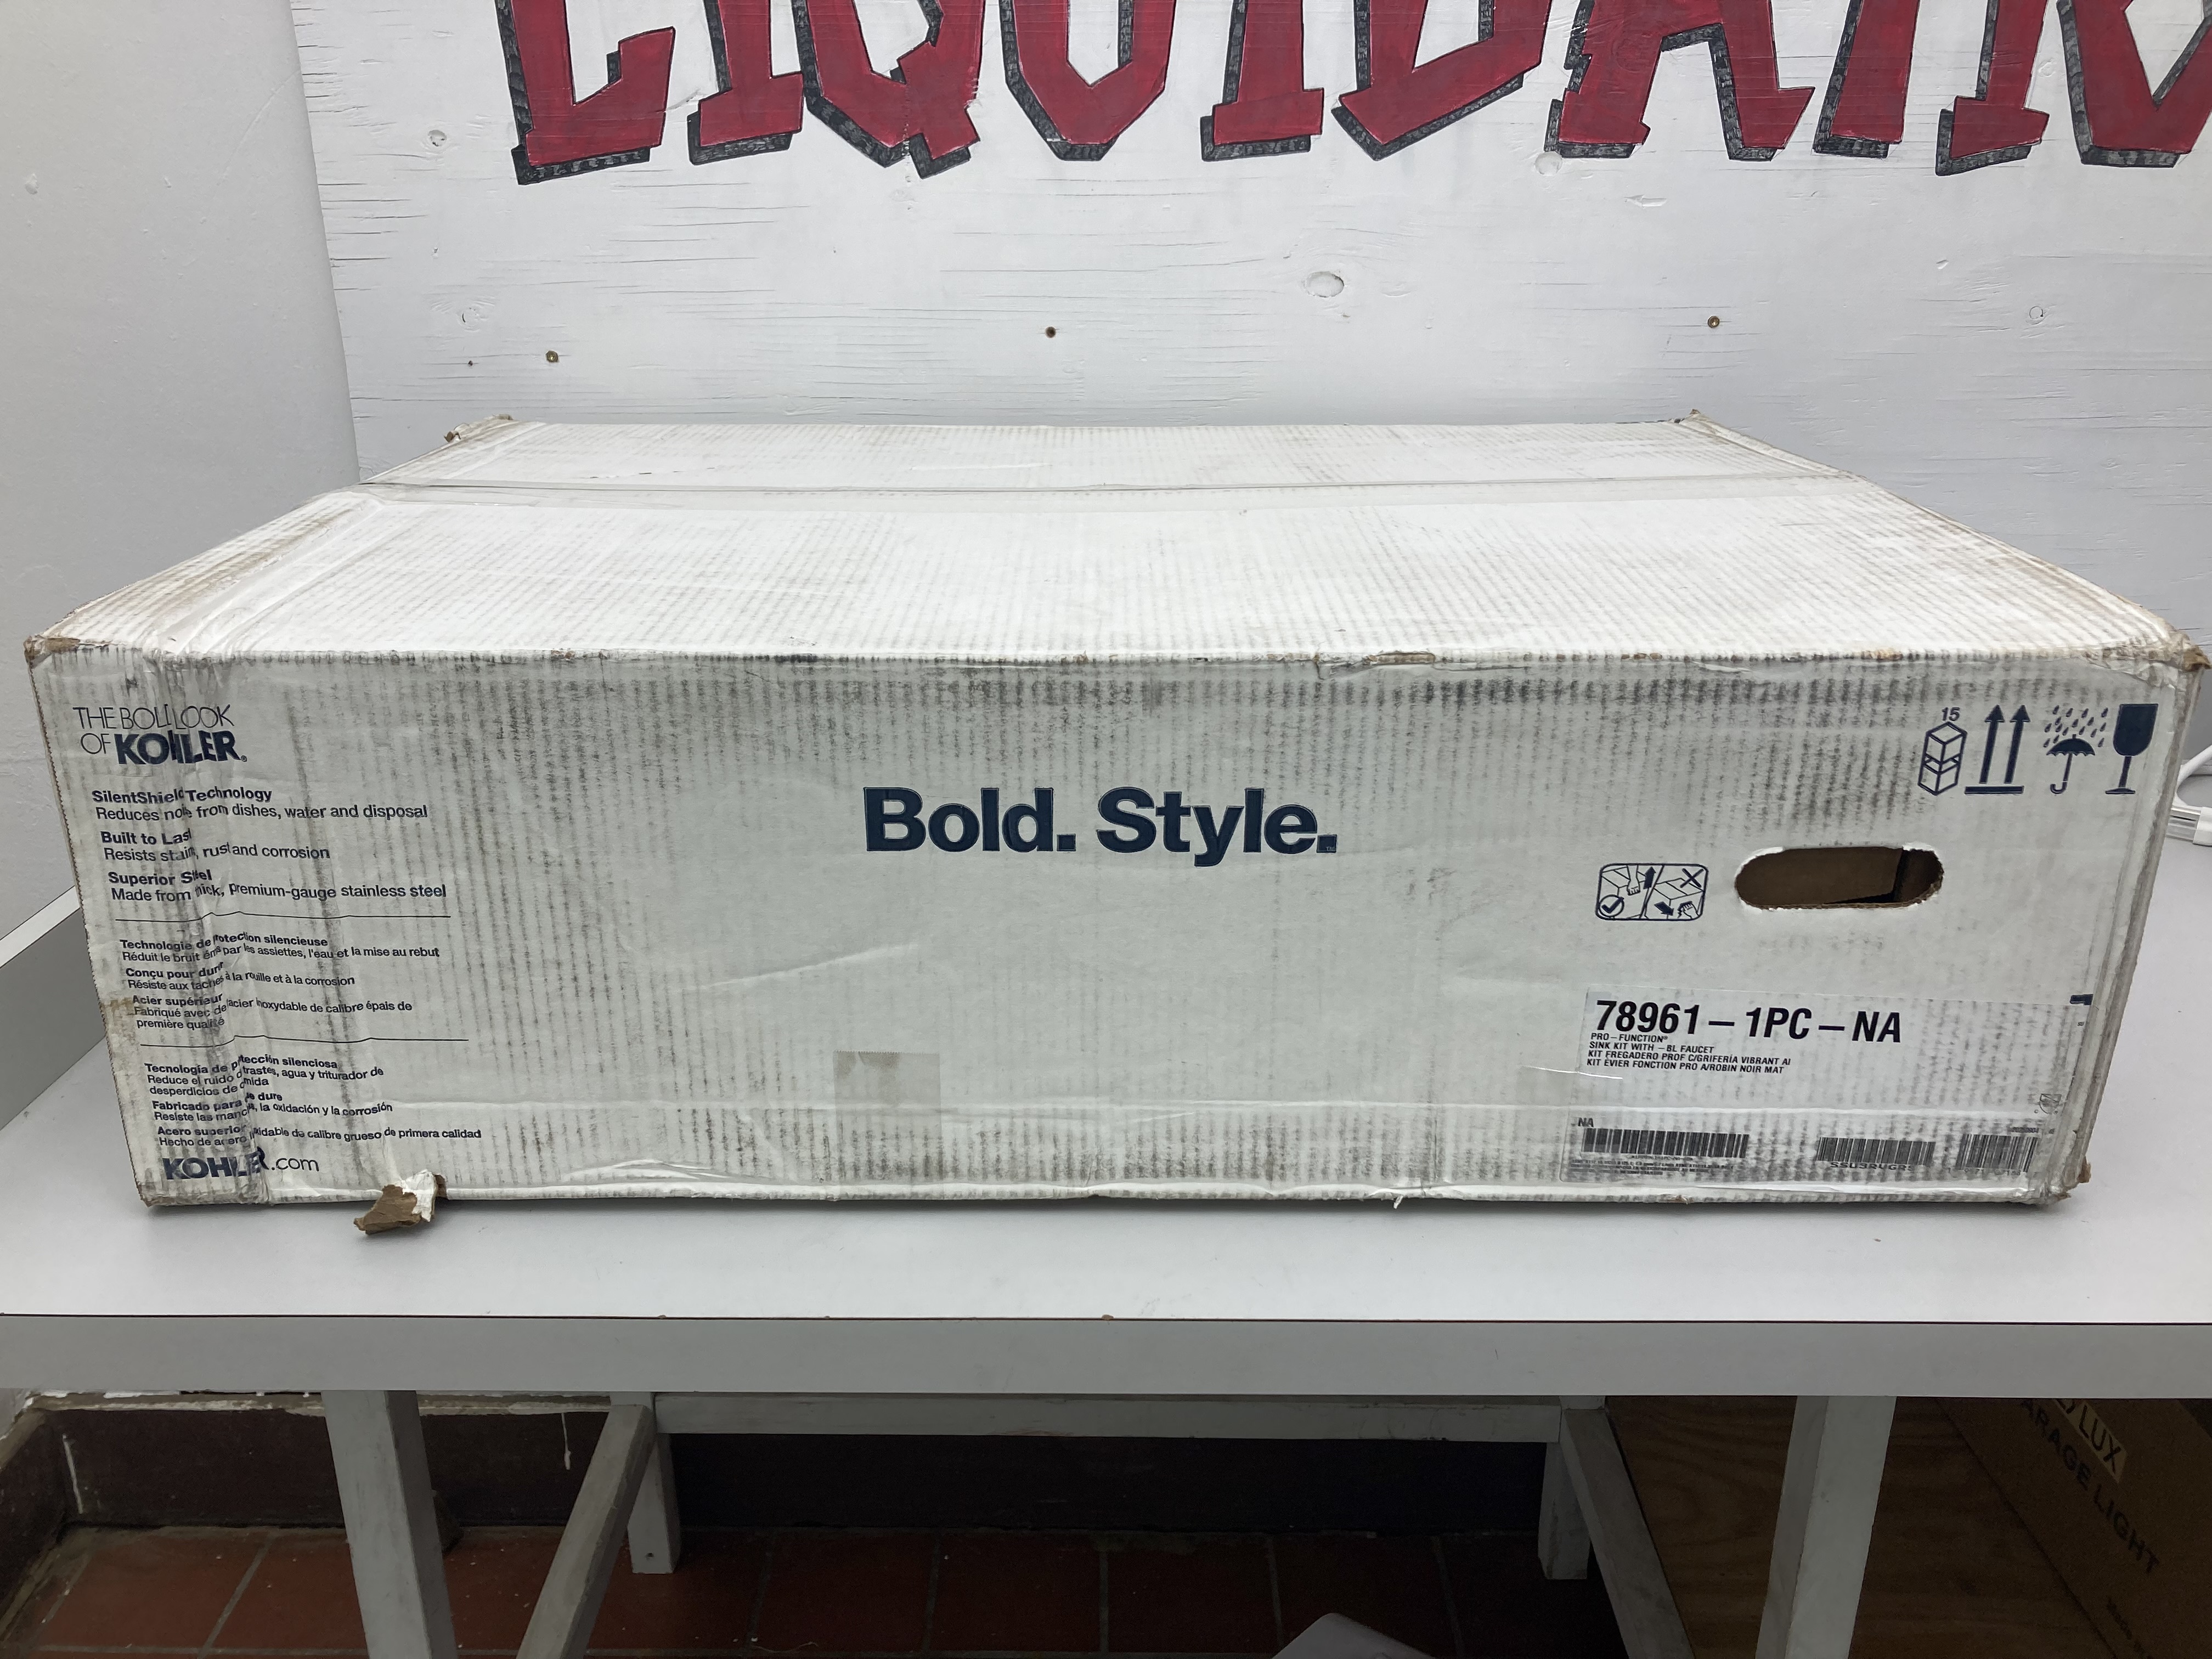 LIQUIDATIO
THE BOLD LOOK
OF KOHLER.
SilentShield Technology
Reduces noise from dishes, water and disposal
Built to Last
Resists stain, rust and corrosion
Superior Steel
Made from thick, premium-gauge stainless steel
Technologie de protection silencieuse
Réduit le bruit émis par les assiettes, l'eau et la mise au rebut
Conçu pour durer
Résiste aux taches à la rouille et à la corrosion
Acier supérieur
Fabriqué avec de l'acier inoxydable de calibre épais de
première qualité
Tecnología de protección silenciosa
Reduce el ruido de trastes, agua y triturador de
desperdicios de comida
Fabricado para que dure
Resiste las manchas, la oxidación y la corrosión
Acero superior
Hecho de acero inoxidable de calibre grueso de primera calidad
KOHLER.com
Bold. Style.
15
78961-1PC-NA
PRO-FUNCTION®
SINK KIT WITH -BL FAUCET
KIT FREGADERO PROF C/GRIFERÍA VIBRANT AI
KIT ÉVIER FONCTION PRO A/ROBIN NOIR MAT
NA
LUX
ARAGE LIGHT